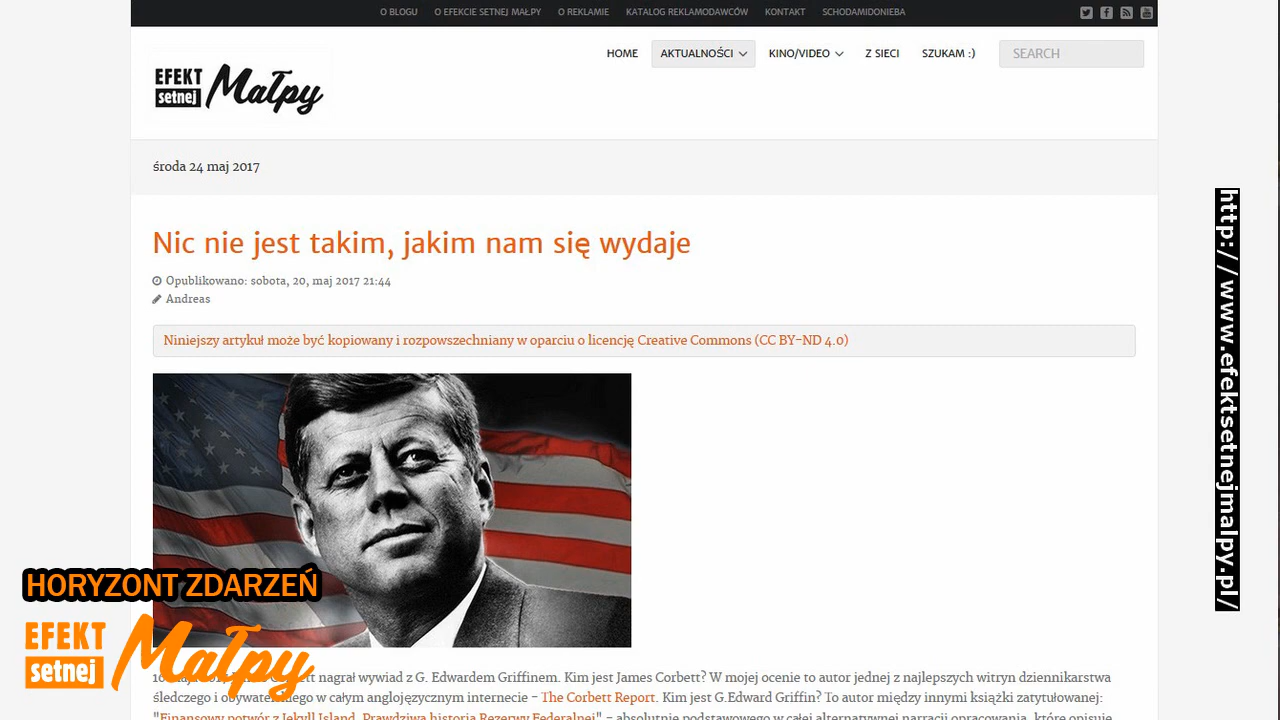 O BLOGU O EFEKCIE SETNEJ MAŁPY O REKLAMIE KATALOG REKLAMODAWCÓW KONTAKT SCHODAMIDONIEBA
HOME AKTUALNOŚCI KINO/VIDEO Z SIECI SZUKAM :) SEARCH
EFEKT
setnej Małpy
środa 24 maj 2017
http://www.efektsetnejmalpy.pl/
Nic nie jest takim, jakim nam się wydaje
Opublikowano: sobota, 20, maj 2017 21:44
Andreas
Niniejszy artykuł może być kopiowany i rozpowszechniany w oparciu o licencję Creative Commons (CC BY-ND 4.0)
HORYZONT ZDARZEŃ
EFEKT
setnej Małpy
nagrał wywiad z G. Edwardem Griffinem. Kim jest James Corbett? W mojej ocenie to autor jednej z najlepszych witryn dziennikarstwa
śledczego i obywatelskiego w całym anglojęzycznym internecie - The Corbett Report. Kim jest G.Edward Griffin? To autor między innymi książki zatytułowanej:
"Finansowy potwór z Jekyll Island. Prawdziwa historia Rezerwy Federalnej" - absolutnie podstawowego w całej alternatywnej narracji opracowania, które opisuje